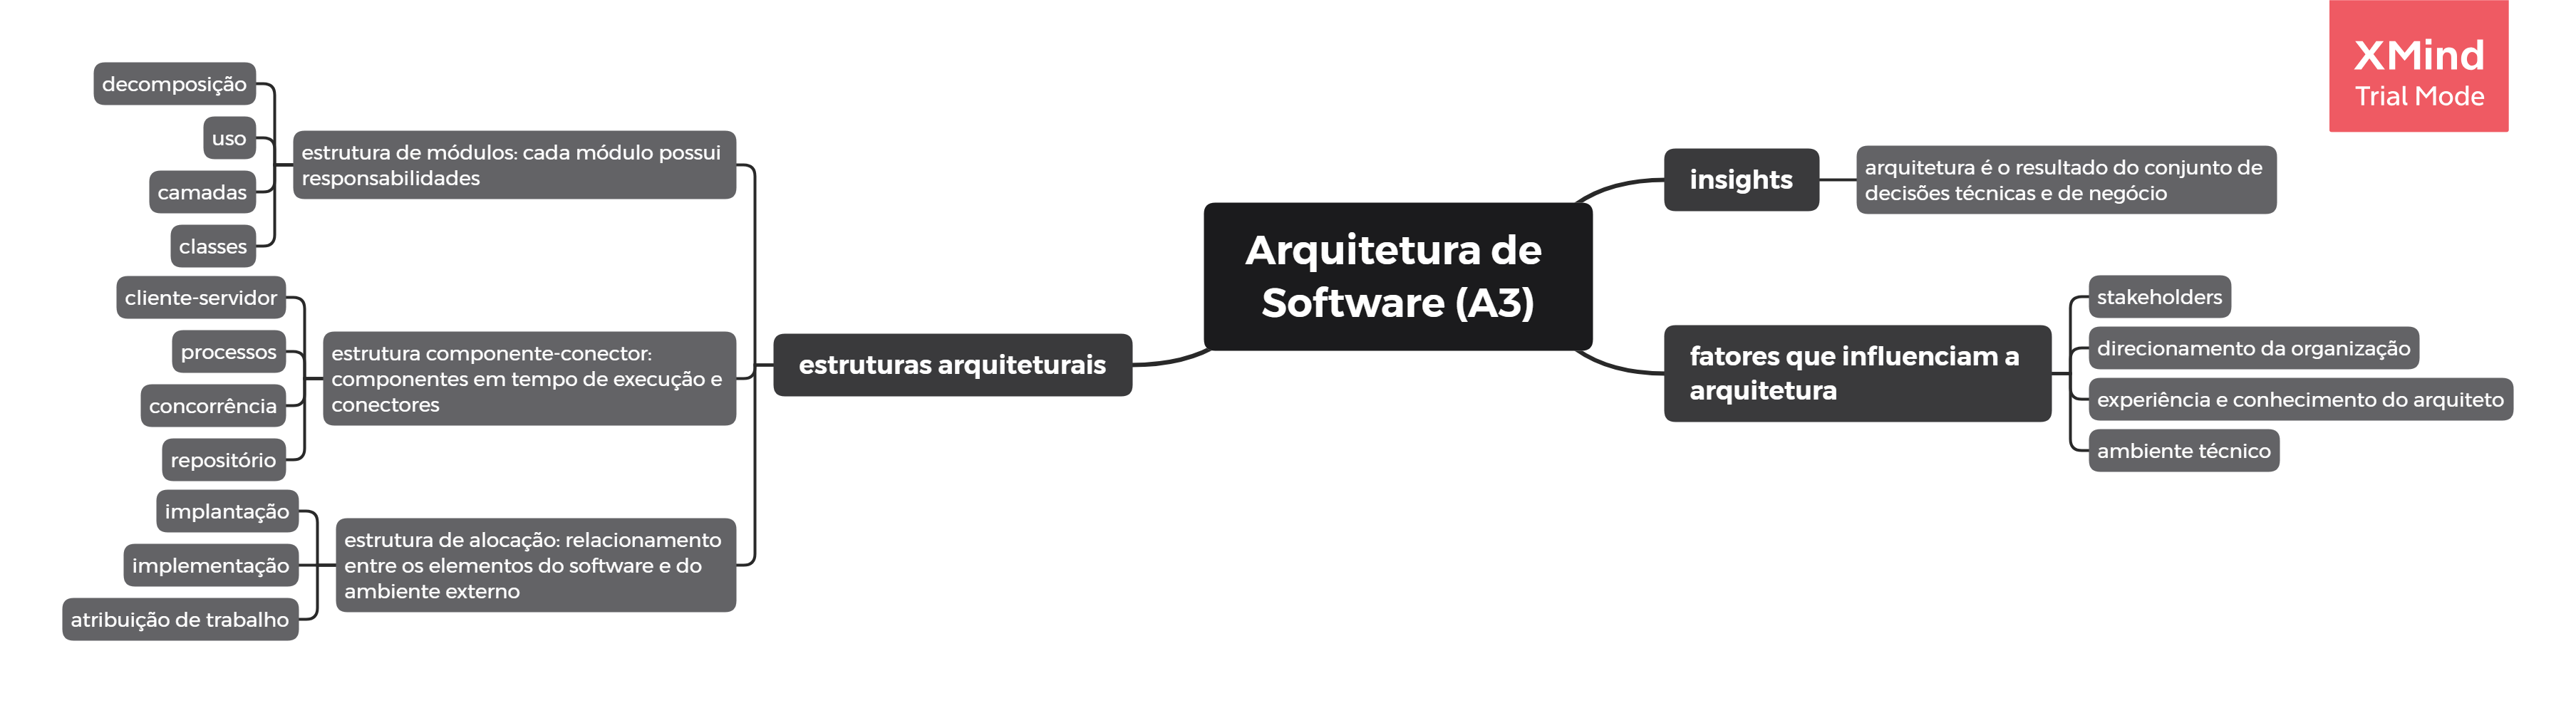 XMind
Trial Mode
Arquitetura de
Software (A3)
insights
arquitetura é o resultado do conjunto de
decisões técnicas e de negócio
fatores que influenciam a
arquitetura
stakeholders
direcionamento da organização
experiência e conhecimento do arquiteto
ambiente técnico
estruturas arquiteturais
estrutura de módulos: cada módulo possui
responsabilidades
decomposição
uso
camadas
classes
estrutura componente-conector:
componentes em tempo de execução e
conectores
cliente-servidor
processos
concorrência
repositório
estrutura de alocação: relacionamento
entre os elementos do software e do
ambiente externo
implantação
implementação
atribuição de trabalho